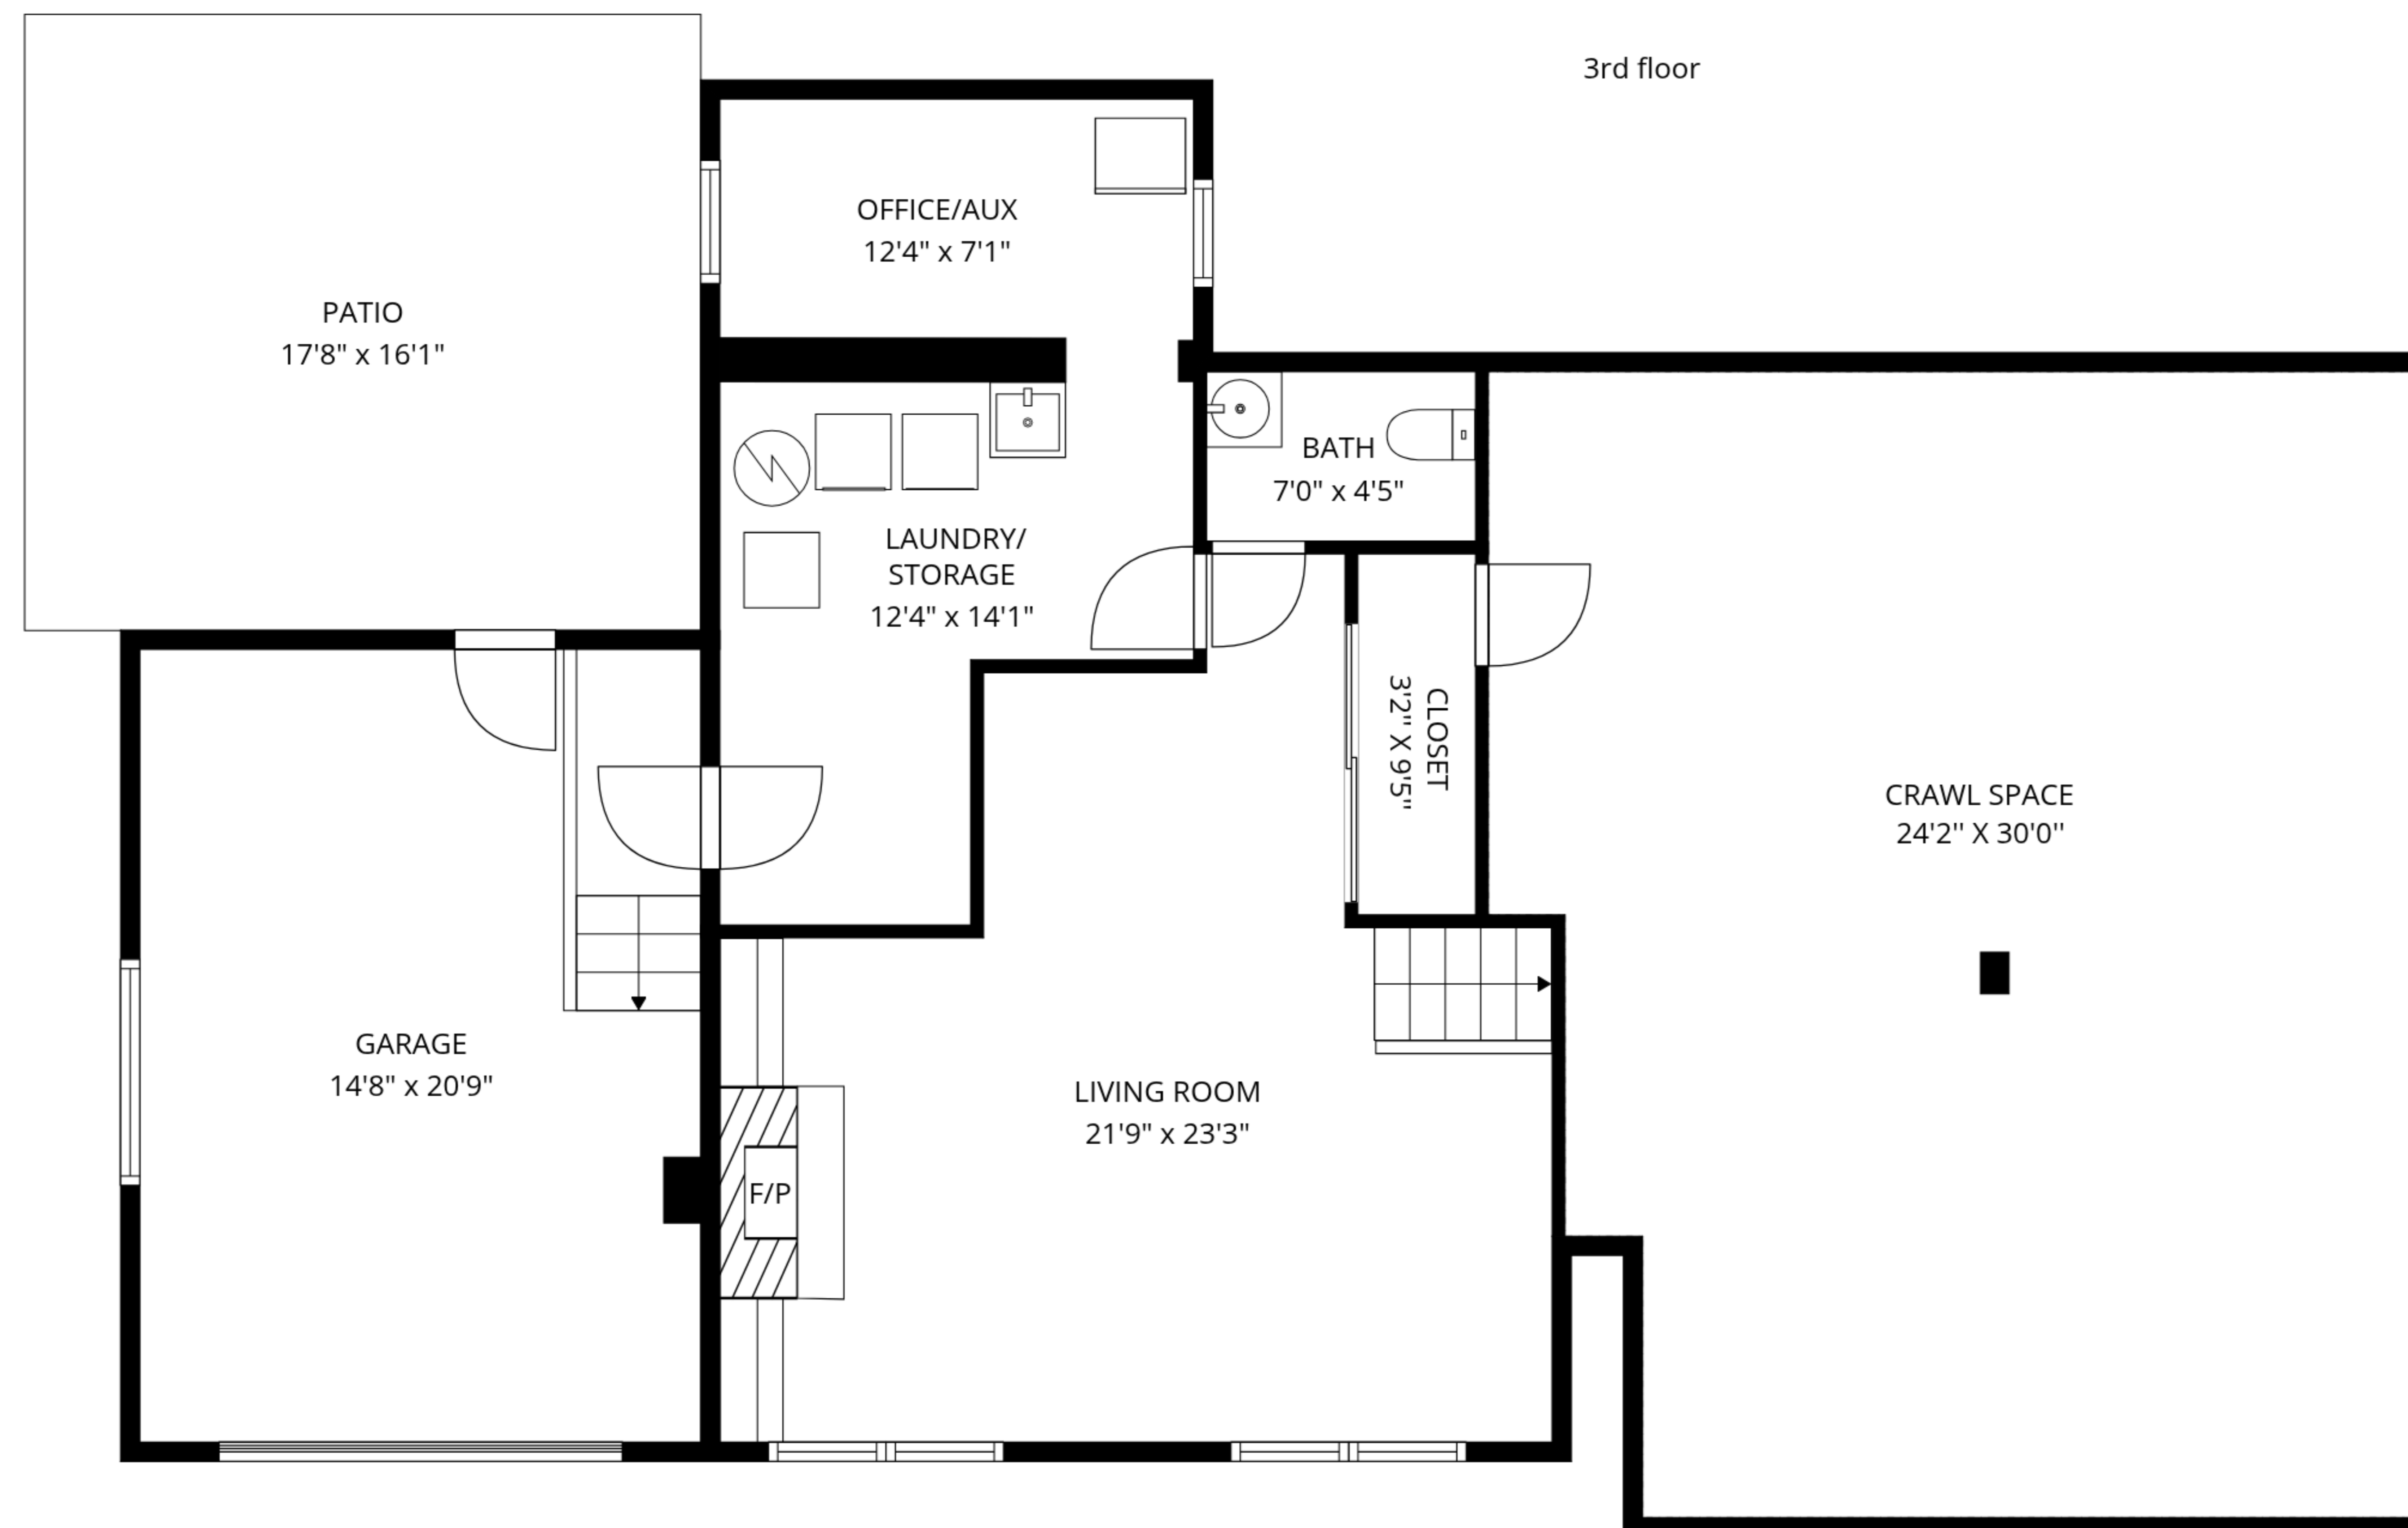 3rd floor
OFFICE/AUX
12'4" x 7'1"
PATIO
17'8" x 16'1"
BATH
7'0" x 4'5"
LAUNDRY/
STORAGE
12'4" x 14'1"
CLOSET
3'2'' X 9'5''
CRAWL SPACE
24'2'' X 30'0''
GARAGE
14'8" x 20'9"
LIVING ROOM
21'9" x 23'3"
F/P